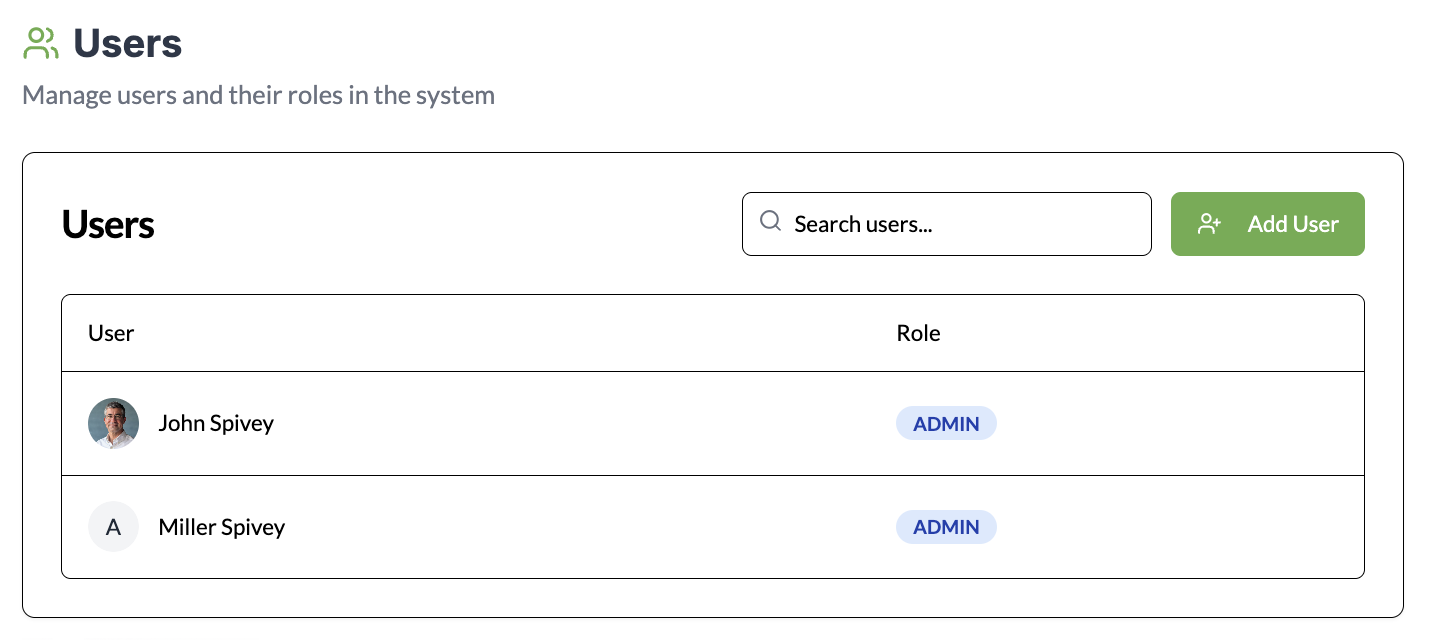 Users
Manage users and their roles in the system
Users
Search users...
Add User
User Role
John Spivey ADMIN
A Miller Spivey ADMIN